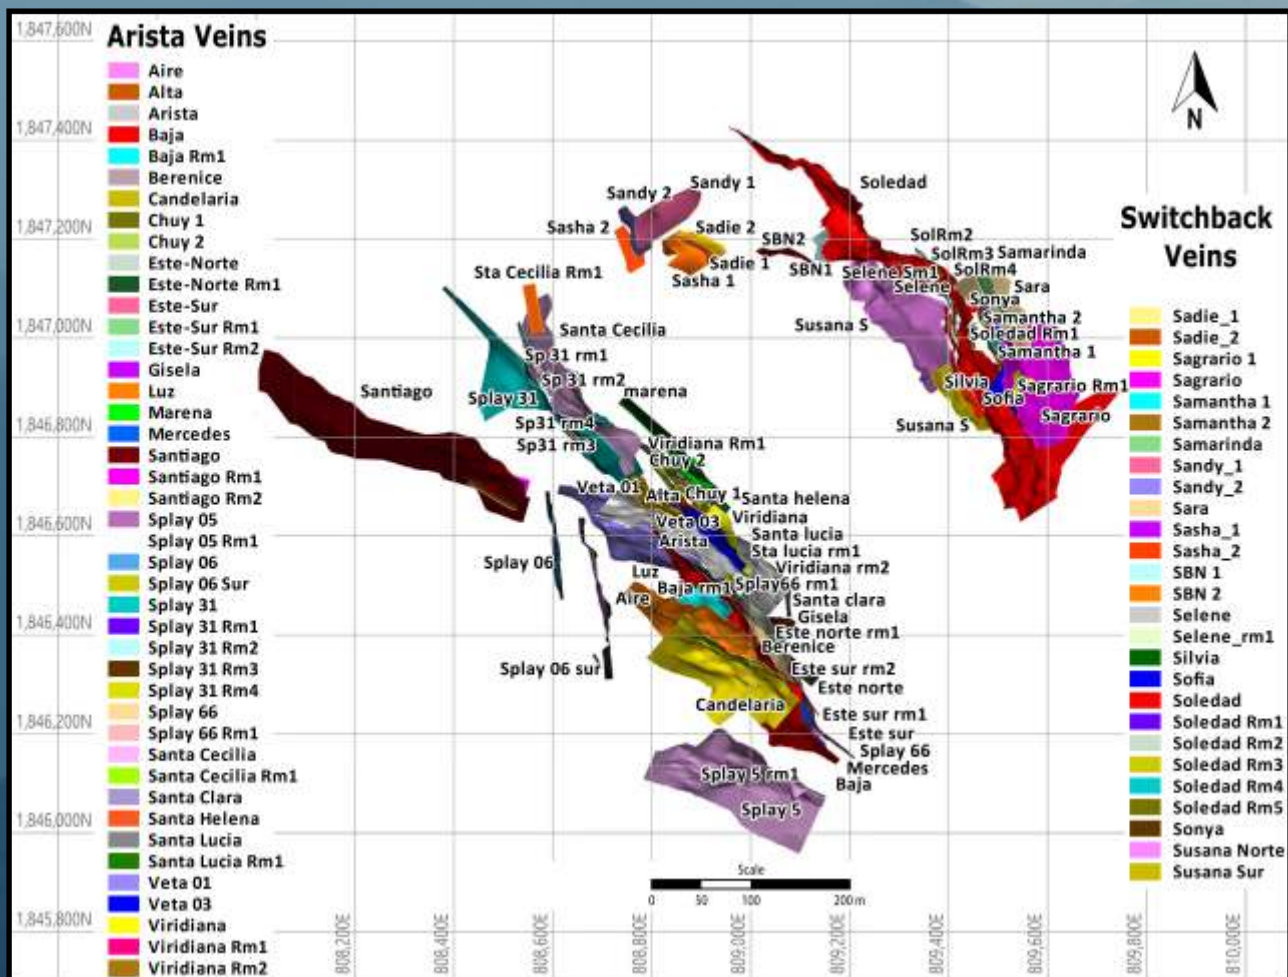 1,847,600N
Arista Veins
Aire
Alta
Arista
Baja
Baja Rm1
Berenice
Candelaria
Chuy 1
Chuy 2
Este-Norte
Este-Norte Rm1
Este-Sur
Este-Sur Rm1
Este-Sur Rm2
Gisela
Luz
Marena
Mercedes
Santiago
Santiago Rm1
Santiago Rm2
Splay 05
Splay 05 Rm1
Splay 06
Splay 06 Sur
Splay 31
Splay 31 Rm1
Splay 31 Rm2
Splay 31 Rm3
Splay 31 Rm4
Splay 66
Splay 66 Rm1
Santa Cecilia
Santa Cecilia Rm1
Santa Clara
Santa Helena
Santa Lucia
Santa Lucia Rm1
Veta 01
Veta 03
Viridiana
Viridiana Rm1
Viridiana Rm2
1,847,400N
1,847,200N
1,847,000N
1,846,800N
1,846,600N
1,846,400N
1,846,200N
1,846,000N
1,845,800N
N
Soledad
Sandy 1
Sandy 2
Sasha 2
Sadie 2
Sadie 1
Sasha 1
SBN2
SBN1
SolRm2
SolRm3
Samarinda
SolRm4
Selene Sm1
Selene
Sara
Sonya
Samantha 2
Susana S
Soledad Rm1
Samantha 1
Silvia
Sagrario Rm1
Sofia
Sagrario
Susana S
Sta Cecilia Rm1
Santa Cecilia
Sp 31 rm1
Sp 31 rm2
Santiago
Splay 31
marena
Sp31 rm4
Sp31 rm3
Viridiana Rm1
Chuy 2
Veta 01
Alta
Chuy 1
Santa helena
Veta 03
Viridiana
Arista
Santa lucia
Sta lucia rm1
Splay 06
Viridiana rm2
Luz
Baja rm1
Splay66 rm1
Aire
Santa clara
Gisela
Este norte rm1
Berenice
Splay 06 sur
Este sur rm2
Este norte
Candelaria
Este sur rm1
Este sur
Splay 66
Mercedes
Baja
Splay 5 rm1
Splay 5
Scale
0 50 100 200 m
808,200E
808,400E
808,600E
808,800E
809,000E
809,200E
809,400E
809,600E
809,800E
Switchback
Veins
Sadie_1
Sadie_2
Sagrario 1
Sagrario
Samantha 1
Samantha 2
Samarinda
Sandy_1
Sandy_2
Sara
Sasha_1
Sasha_2
SBN 1
SBN 2
Selene
Selene_rm1
Silvia
Sofia
Soledad
Soledad Rm1
Soledad Rm2
Soledad Rm3
Soledad Rm4
Soledad Rm5
Sonya
Susana Norte
Susana Sur